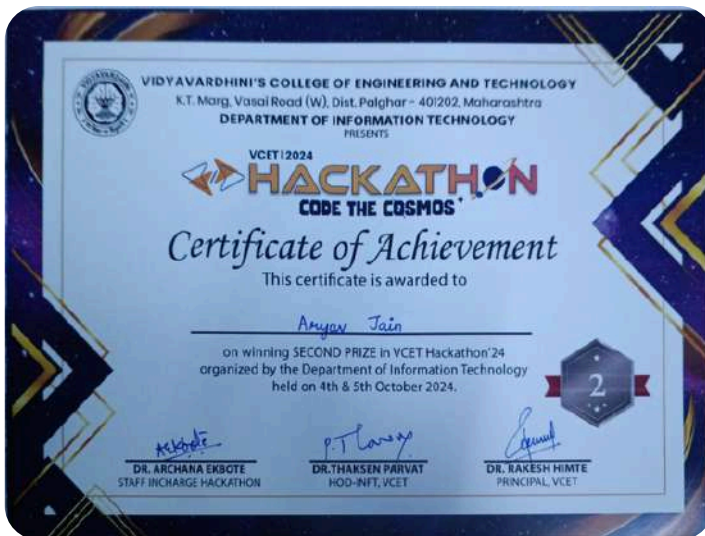 VIDYAVARDHINI'S COLLEGE OF ENGINEERING AND TECHNOLOGY
K.T. Marg, Vasai Road (W), Dist. Palghar - 401202, Maharashtra
DEPARTMENT OF INFORMATION TECHNOLOGY
PRESENTS
VCET | 2024
HACKATHON
CODE THE COSMOS
Certificate of Achievement
This certificate is awarded to
Aryan Jain
on winning SECOND PRIZE in VCET Hackathon'24
organized by the Department of Information Technology
held on 4th & 5th October 2024.
2
DR. ARCHANA EKBOTE
STAFF INCHARGE HACKATHON
DR. THAKSEN PARVAT
HOD-INFT, VCET
DR. RAKESH HIMTE
PRINCIPAL, VCET